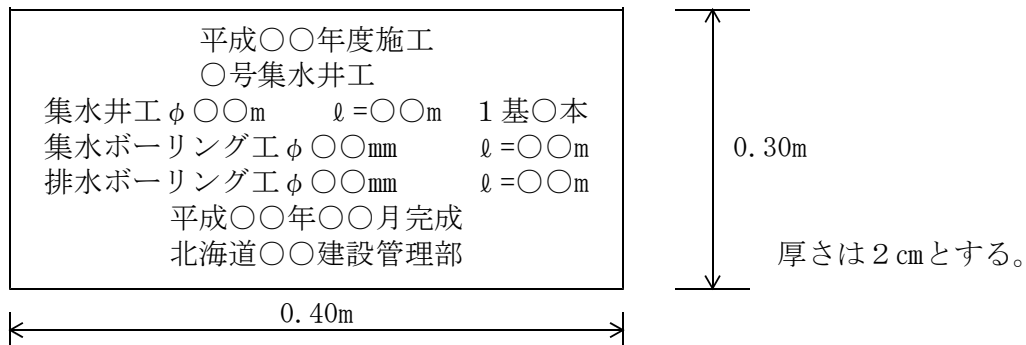 平成○○年度施工
○号集水井工
集水井工φ○○m　ℓ=○○m　1基○本
集水ボーリング工φ○○㎜　ℓ=○○m
排水ボーリング工φ○○㎜　ℓ=○○m
平成○○年○○月完成
北海道○○建設管理部
0.30m
厚さは２㎝とする。
0.40m